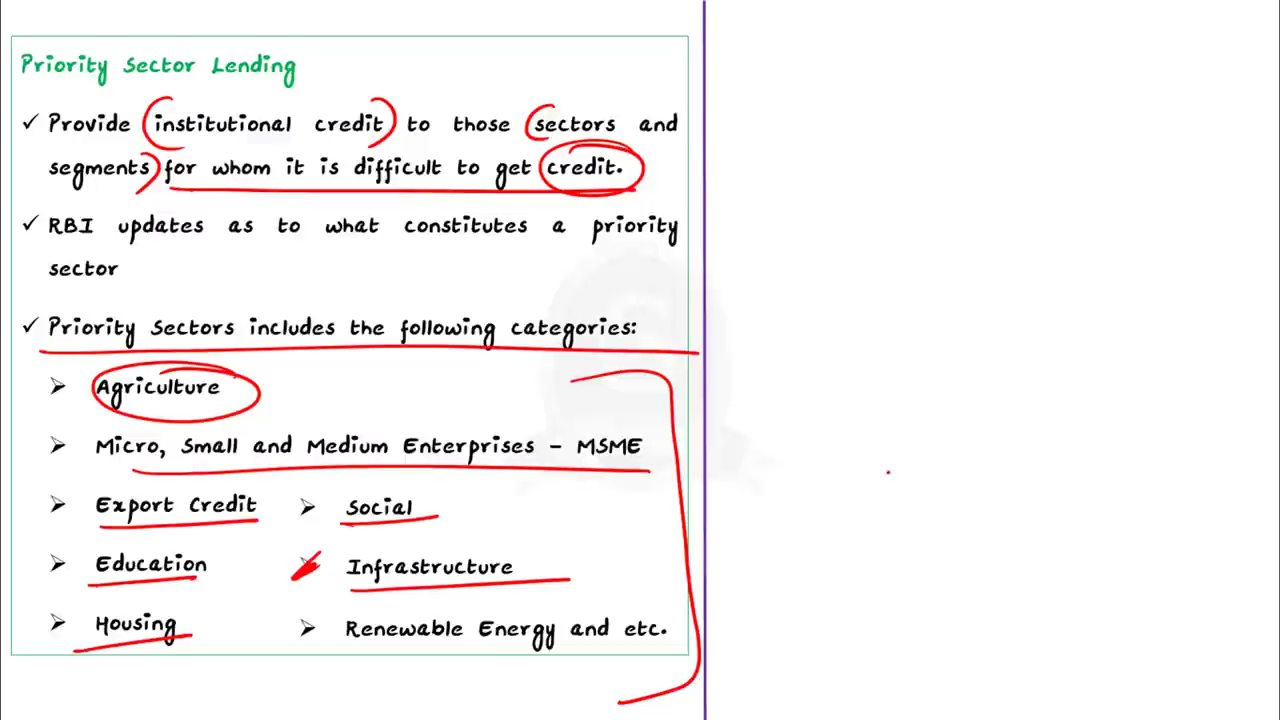 Priority Sector Lending
✓ Provide institutional credit to those sectors and
segments for whom it is difficult to get credit.
✓ RBI updates as to what constitutes a priority
sector
✓ Priority Sectors includes the following categories:
➢ Agriculture
➢ Micro, Small and Medium Enterprises – MSME
➢ Export Credit ➢ Social
➢ Education ➢ Infrastructure
➢ Housing ➢ Renewable Energy and etc.